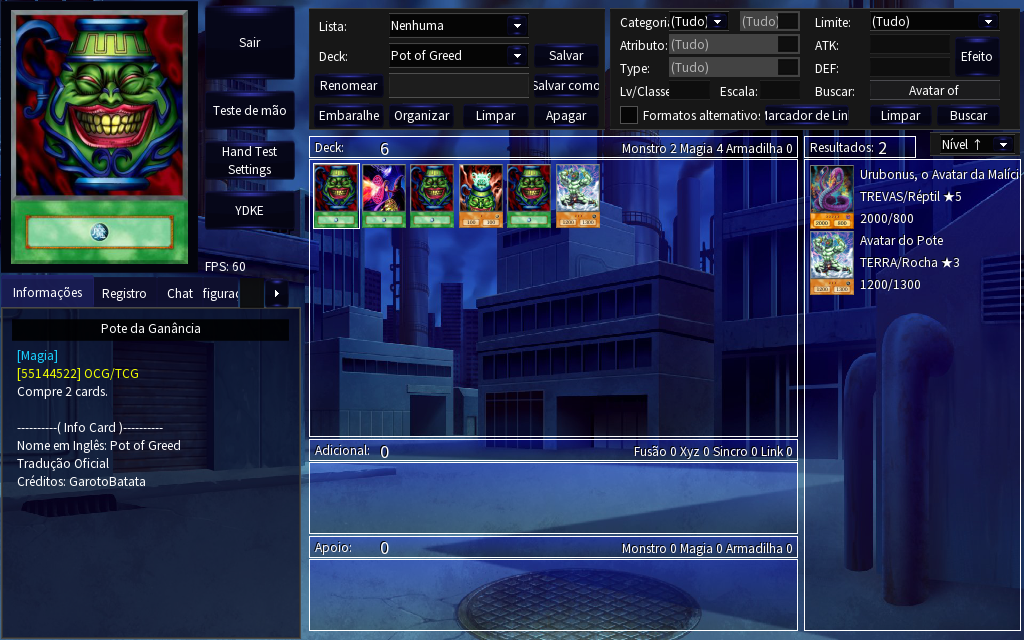 Sair
Teste de mão
Hand Test
Settings
YDKE
FPS: 60
Lista:
Nenhuma
Deck:
Pot of Greed
Salvar
Renomear
Salvar como
Embaralhe
Organizar
Limpar
Apagar
Categori:
(Tudo)
(Tudo)
Limite:
(Tudo)
Atributo:
(Tudo)
ATK:
Efeito
Type:
(Tudo)
DEF:
Lv/Classe
Escala:
Buscar:
Avatar of
Formatos alternativos
Marcador de Link
Limpar
Buscar
Deck:
6
Monstro 2 Magia 4 Armadilha 0
Resultados: 2
Nível ↑
Urubonus, o Avatar da Malíci
TREVAS/Réptil ★5
2000/800
Avatar do Pote
TERRA/Rocha ★3
1200/1300
Informações
Registro
Chat
figuraç
Pote da Ganância
[Magia]
[55144522] OCG/TCG
Compre 2 cards.
----------( Info Card )----------
Nome em Inglês: Pot of Greed
Tradução Oficial
Créditos: GarotoBatata
Adicional:
0
Fusão 0 Xyz 0 Sincro 0 Link 0
Apoio:
0
Monstro 0 Magia 0 Armadilha 0